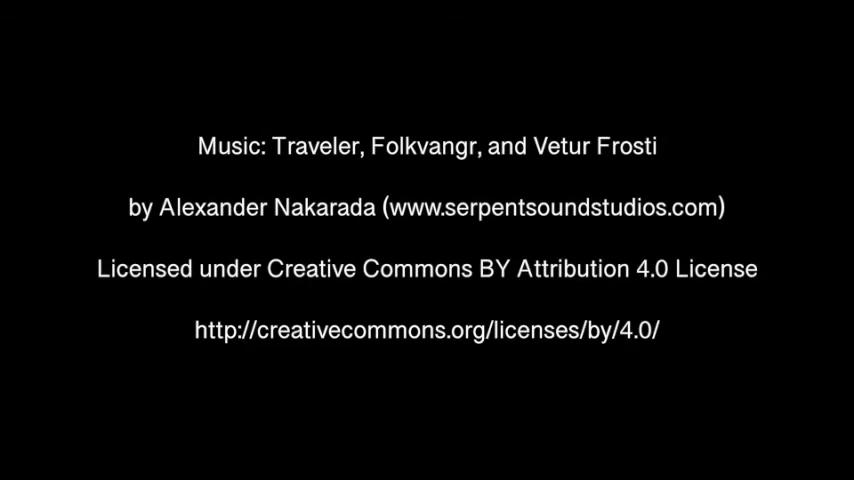 Music: Traveler, Folkvangr, and Vetur Frosti
by Alexander Nakarada (www.serpentsoundstudios.com)
Licensed under Creative Commons BY Attribution 4.0 License
http://creativecommons.org/licenses/by/4.0/